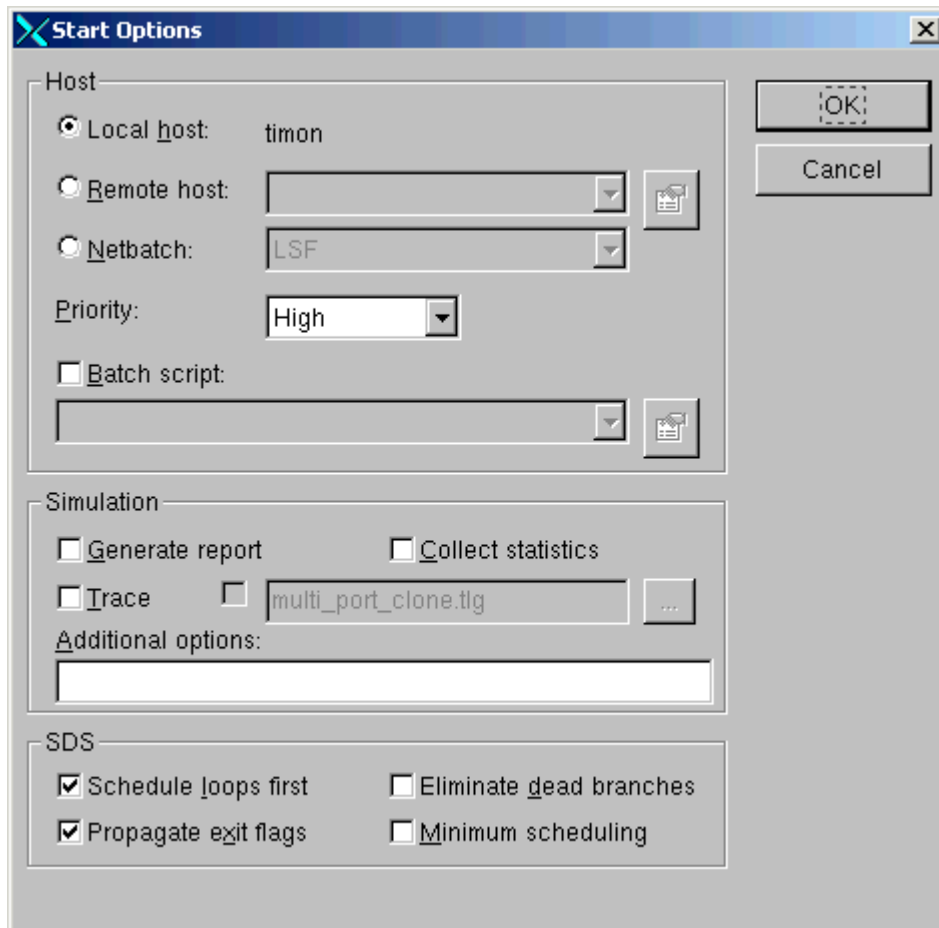 Start Options
Host
OK
Local host: timon
Cancel
Remote host:
Netbatch: LSF
Priority: High
Batch script:
Simulation
Generate report Collect statistics
Trace multi_port_clone.tlg ...
Additional options:
SDS
Schedule loops first Eliminate dead branches
Propagate exit flags Minimum scheduling